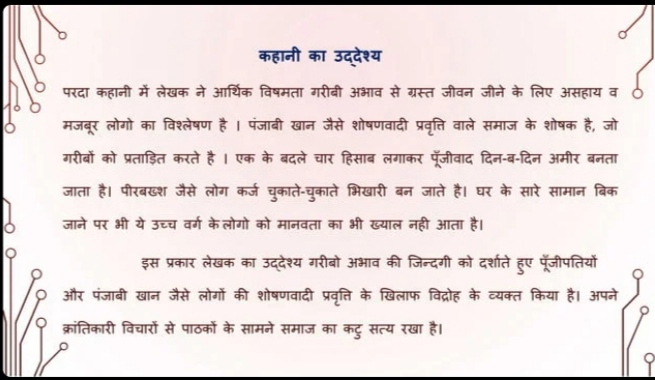 कहानी का उद्देश्य
परदा कहानी में लेखक ने आर्थिक विषमता गरीबी अभाव से ग्रस्त जीवन जीने के लिए असहाय व
मजबूर लोगो का विश्लेषण है । पंजाबी खान जैसे शोषणवादी प्रवृति वाले समाज के शोषक है, जो
गरीबों को प्रताड़ित करते है । एक के बदले चार हिसाब लगाकर पूँजीवाद दिन-ब-दिन अमीर बनता
जाता है। पीरबख्श जैसे लोग कर्ज चुकाते-चुकाते भिखारी बन जाते है। घर के सारे सामान बिक
जाने पर भी ये उच्च वर्ग के लोगो को मानवता का भी ख्याल नही आता है।
इस प्रकार लेखक का उद्देश्य गरीबो अभाव की जिन्दगी को दर्शाते हुए पूँजीपतियों
और पंजाबी खान जैसे लोगों की शोषणवादी प्रवृत्ति के खिलाफ विद्रोह के व्यक्त किया है। अपने
क्रांतिकारी विचारों से पाठकों के सामने समाज का कटु सत्य रखा है।